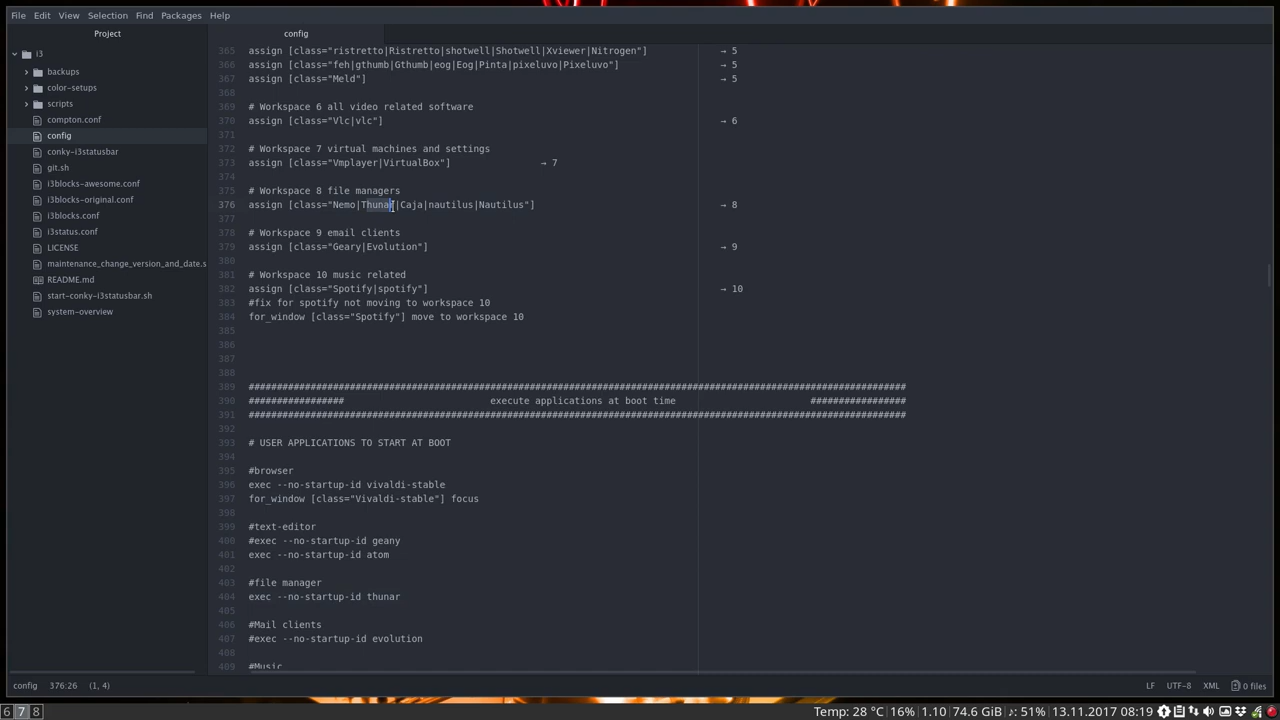 File Edit View Selection Find Packages Help
Project
config
i3
backups
color-setups
scripts
compton.conf
config
conky-i3statusbar
git.sh
i3blocks-awesome.conf
i3blocks-original.conf
i3blocks.conf
i3status.conf
LICENSE
maintenance_change_version_and_date.s
README.md
start-conky-i3statusbar.sh
system-overview
365 assign [class="ristretto|Ristretto|shotwell|Shotwell|Xviewer|Nitrogen"] → 5
366 assign [class="feh|gthumb|Gthumb|eog|Eog|Pinta|pixeluvo|Pixeluvo"] → 5
367 assign [class="Meld"] → 5
368
369 # Workspace 6 all video related software
370 assign [class="Vlc|vlc"] → 6
371
372 # Workspace 7 virtual machines and settings
373 assign [class="Vmplayer|VirtualBox"] → 7
374
375 # Workspace 8 file managers
376 assign [class="Nemo|Thunar|Caja|nautilus|Nautilus"] → 8
377
378 # Workspace 9 email clients
379 assign [class="Geary|Evolution"] → 9
380
381 # Workspace 10 music related
382 assign [class="Spotify|spotify"] → 10
383 #fix for spotify not moving to workspace 10
384 for_window [class="Spotify"] move to workspace 10
385
386
387
388
389 #####################################################################################################################
390 ################# execute applications at boot time #################
391 #####################################################################################################################
392
393 # USER APPLICATIONS TO START AT BOOT
394
395 #browser
396 exec --no-startup-id vivaldi-stable
397 for_window [class="Vivaldi-stable"] focus
398
399 #text-editor
400 #exec --no-startup-id geany
401 exec --no-startup-id atom
402
403 #file manager
404 exec --no-startup-id thunar
405
406 #Mail clients
407 #exec --no-startup-id evolution
408
409 #Music
config 376:26 (1, 4) LF UTF-8 XML 0 files
6 7 8 Temp: 28 °C | 16% | 1.10 | 74.6 GiB | ♪: 51% | 13.11.2017 08:19